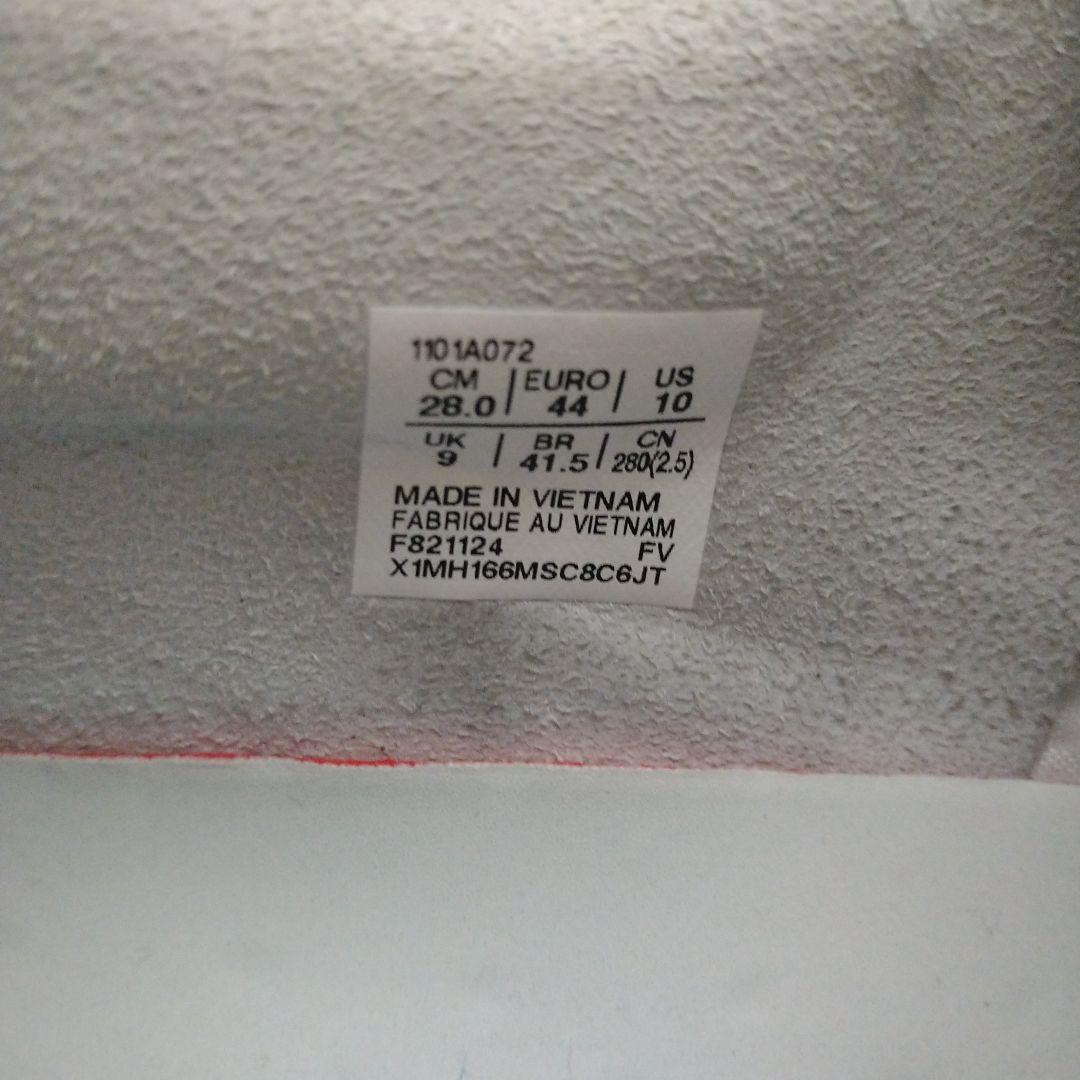 1101A072
CM | EURO | US
28.0 | 44 | 10
UK | BR | CN
9 | 41.5 | 280(2.5)
MADE IN VIETNAM
FABRIQUE AU VIETNAM
F821124 FV
X1MH166MSC8C6JT